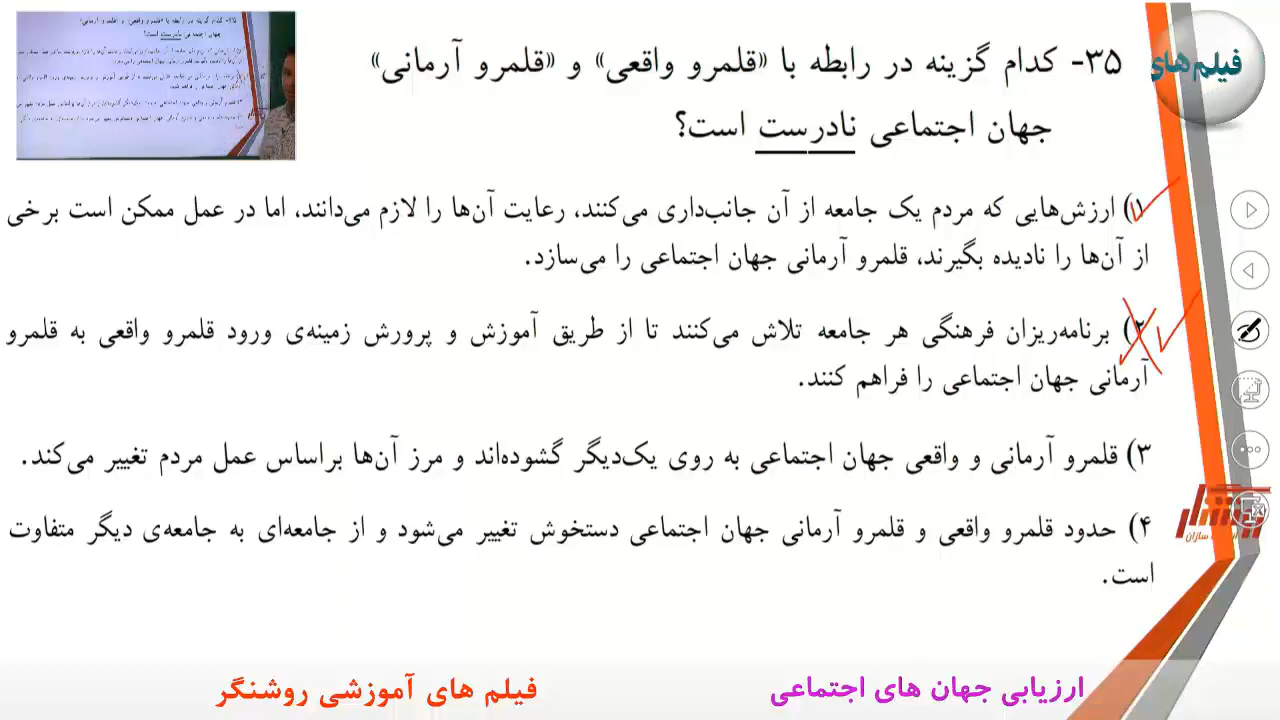 ۳۵- کدام گزینه در رابطه با «قلمرو واقعی» و «قلمرو آرمانی»
جهان اجتماعی نادرست است؟
۱) ارزش‌هایی که مردم یک جامعه از آن جانب‌داری می‌کنند، رعایت آن‌ها را لازم می‌دانند، اما در عمل ممکن است برخی
از آن‌ها را نادیده بگیرند، قلمرو آرمانی جهان اجتماعی را می‌سازد.
۲) برنامه‌ریزان فرهنگی هر جامعه تلاش می‌کنند تا از طریق آموزش و پرورش زمینه‌ی ورود قلمرو واقعی به قلمرو
آرمانی جهان اجتماعی را فراهم کنند.
۳) قلمرو آرمانی و واقعی جهان اجتماعی به روی یک‌دیگر گشوده‌اند و مرز آن‌ها براساس عمل مردم تغییر می‌کند.
۴) حدود قلمرو واقعی و قلمرو آرمانی جهان اجتماعی دستخوش تغییر می‌شود و از جامعه‌ای به جامعه‌ی دیگر متفاوت
است.
فیلم های
ارزیابی جهان های اجتماعی
فیلم های آموزشی روشنگر